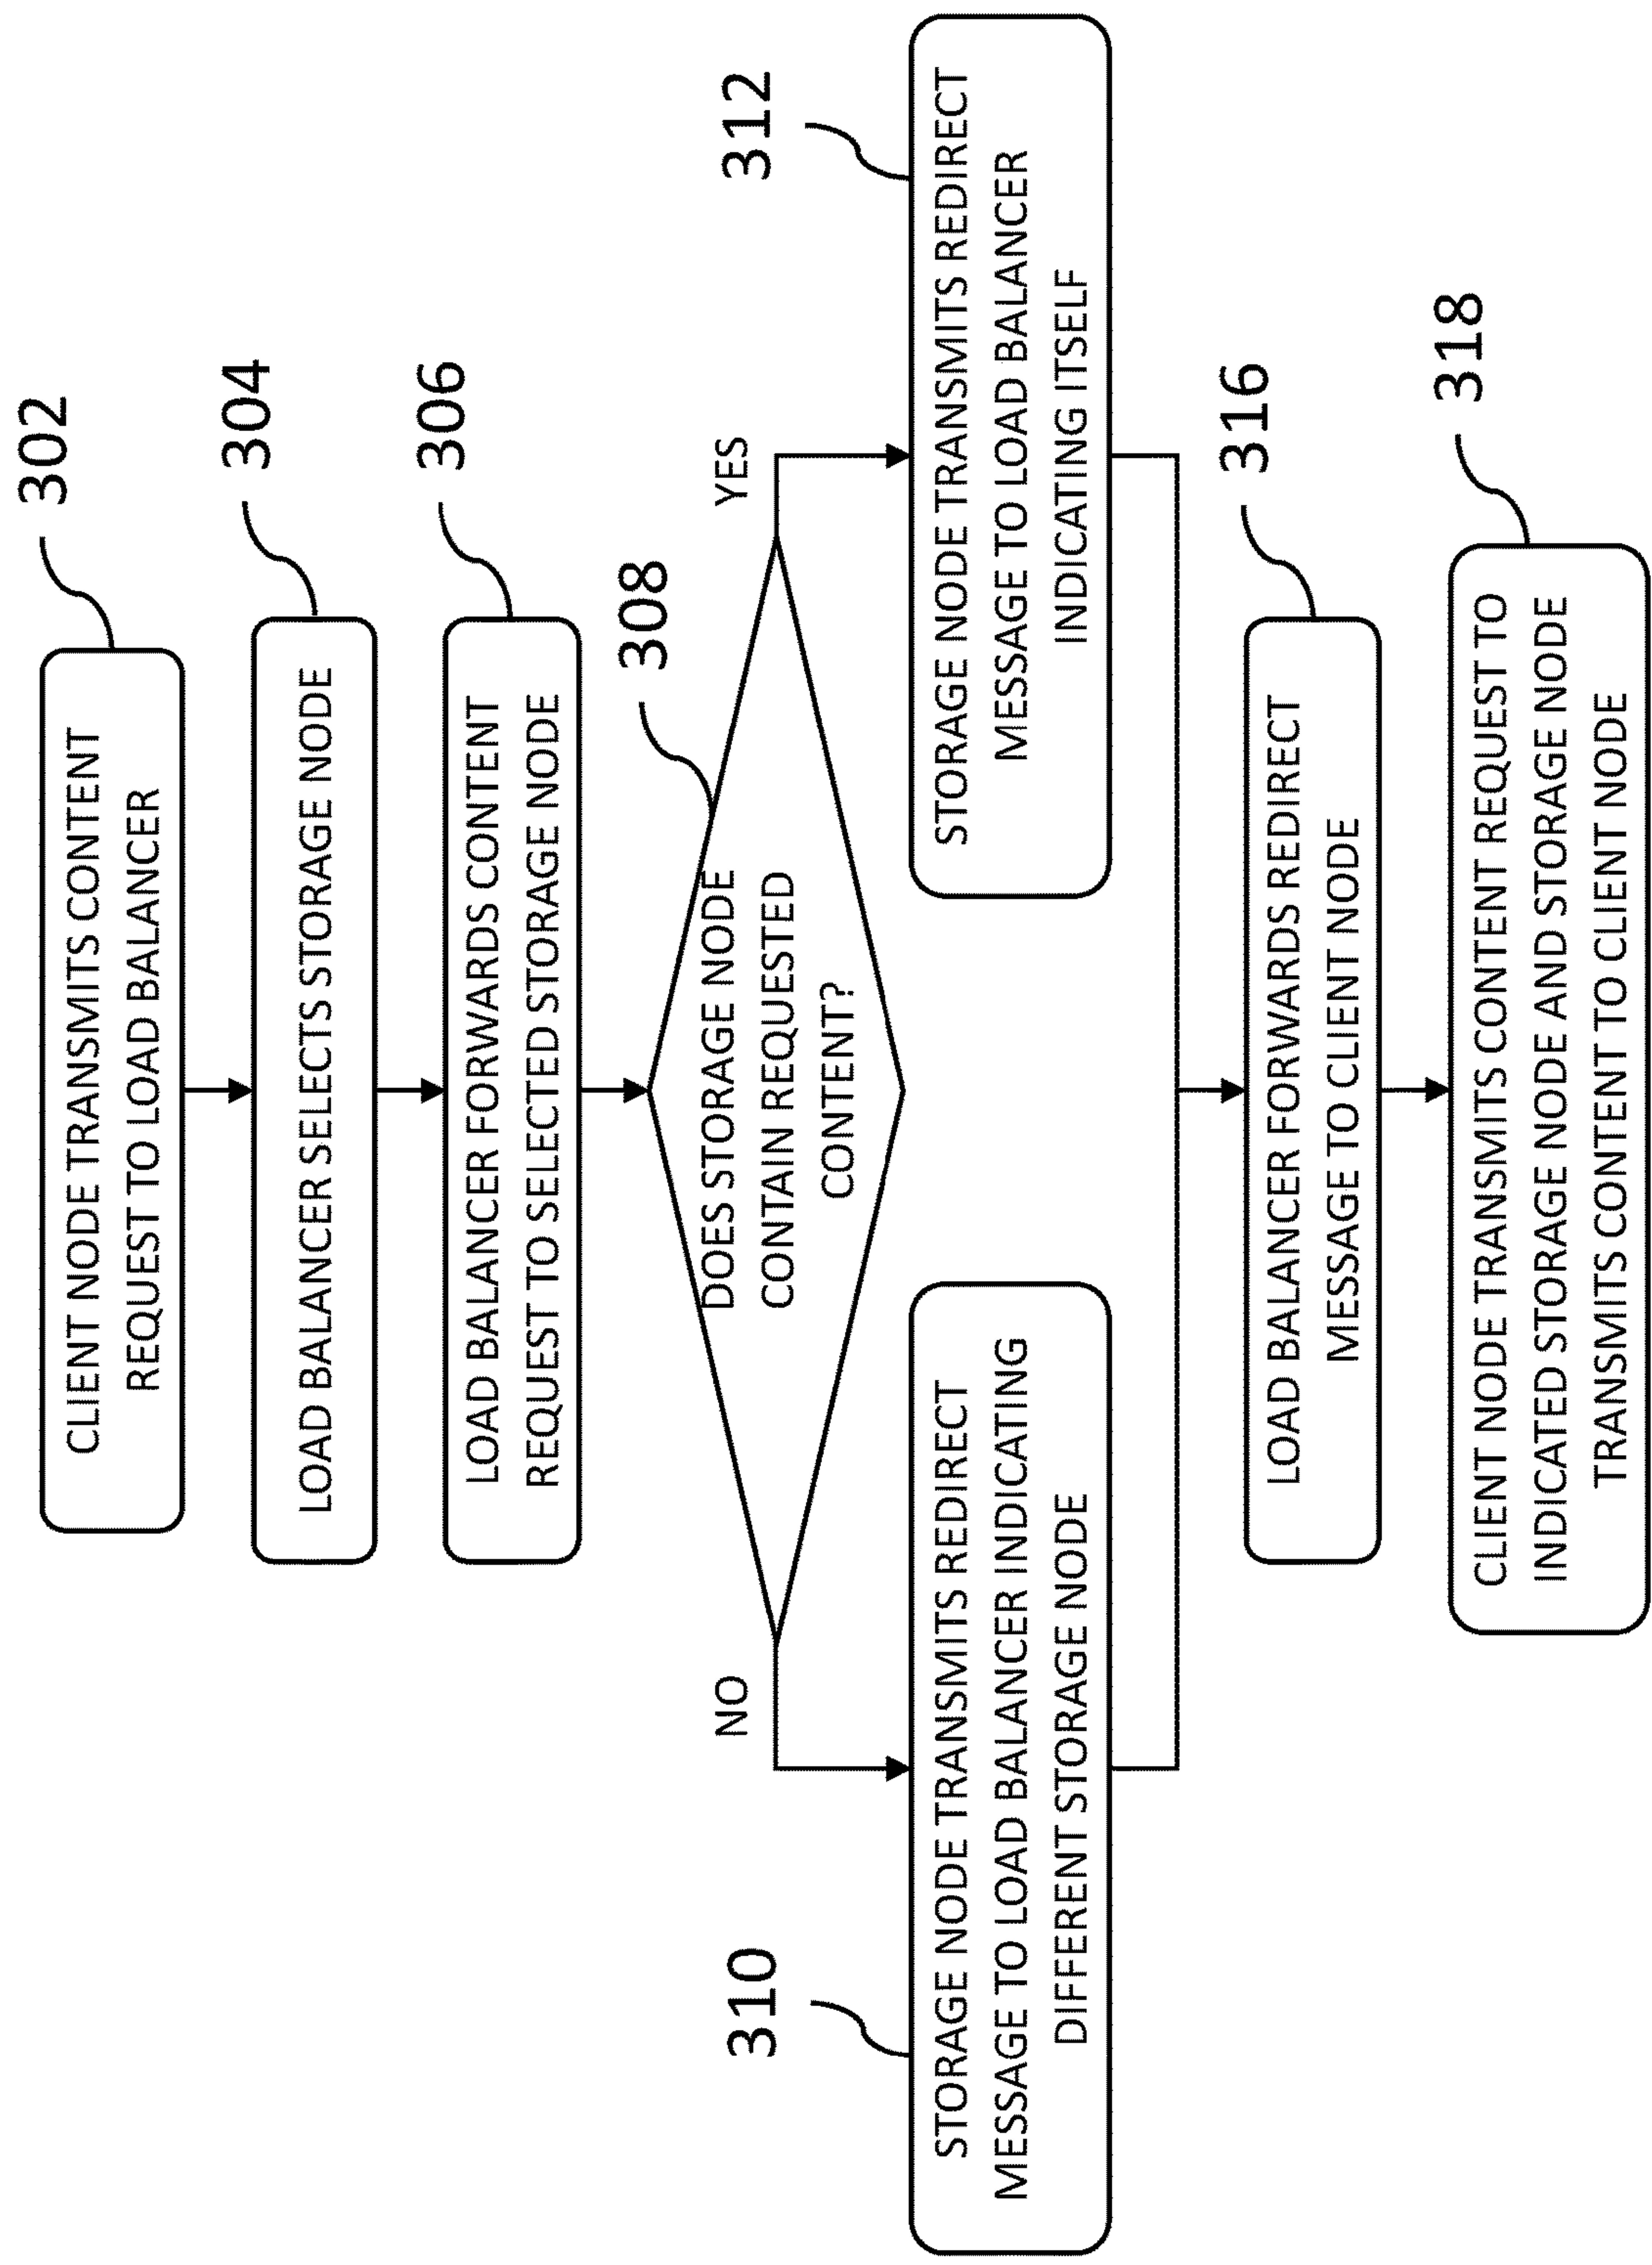 302
CLIENT NODE TRANSMITS CONTENT
REQUEST TO LOAD BALANCER
304
LOAD BALANCER SELECTS STORAGE NODE
306
LOAD BALANCER FORWARDS CONTENT
REQUEST TO SELECTED STORAGE NODE
308
DOES STORAGE NODE
CONTAIN REQUESTED
CONTENT?
NO
YES
310
STORAGE NODE TRANSMITS REDIRECT
MESSAGE TO LOAD BALANCER INDICATING
DIFFERENT STORAGE NODE
312
STORAGE NODE TRANSMITS REDIRECT
MESSAGE TO LOAD BALANCER
INDICATING ITSELF
316
LOAD BALANCER FORWARDS REDIRECT
MESSAGE TO CLIENT NODE
318
CLIENT NODE TRANSMITS CONTENT REQUEST TO
INDICATED STORAGE NODE AND STORAGE NODE
TRANSMITS CONTENT TO CLIENT NODE